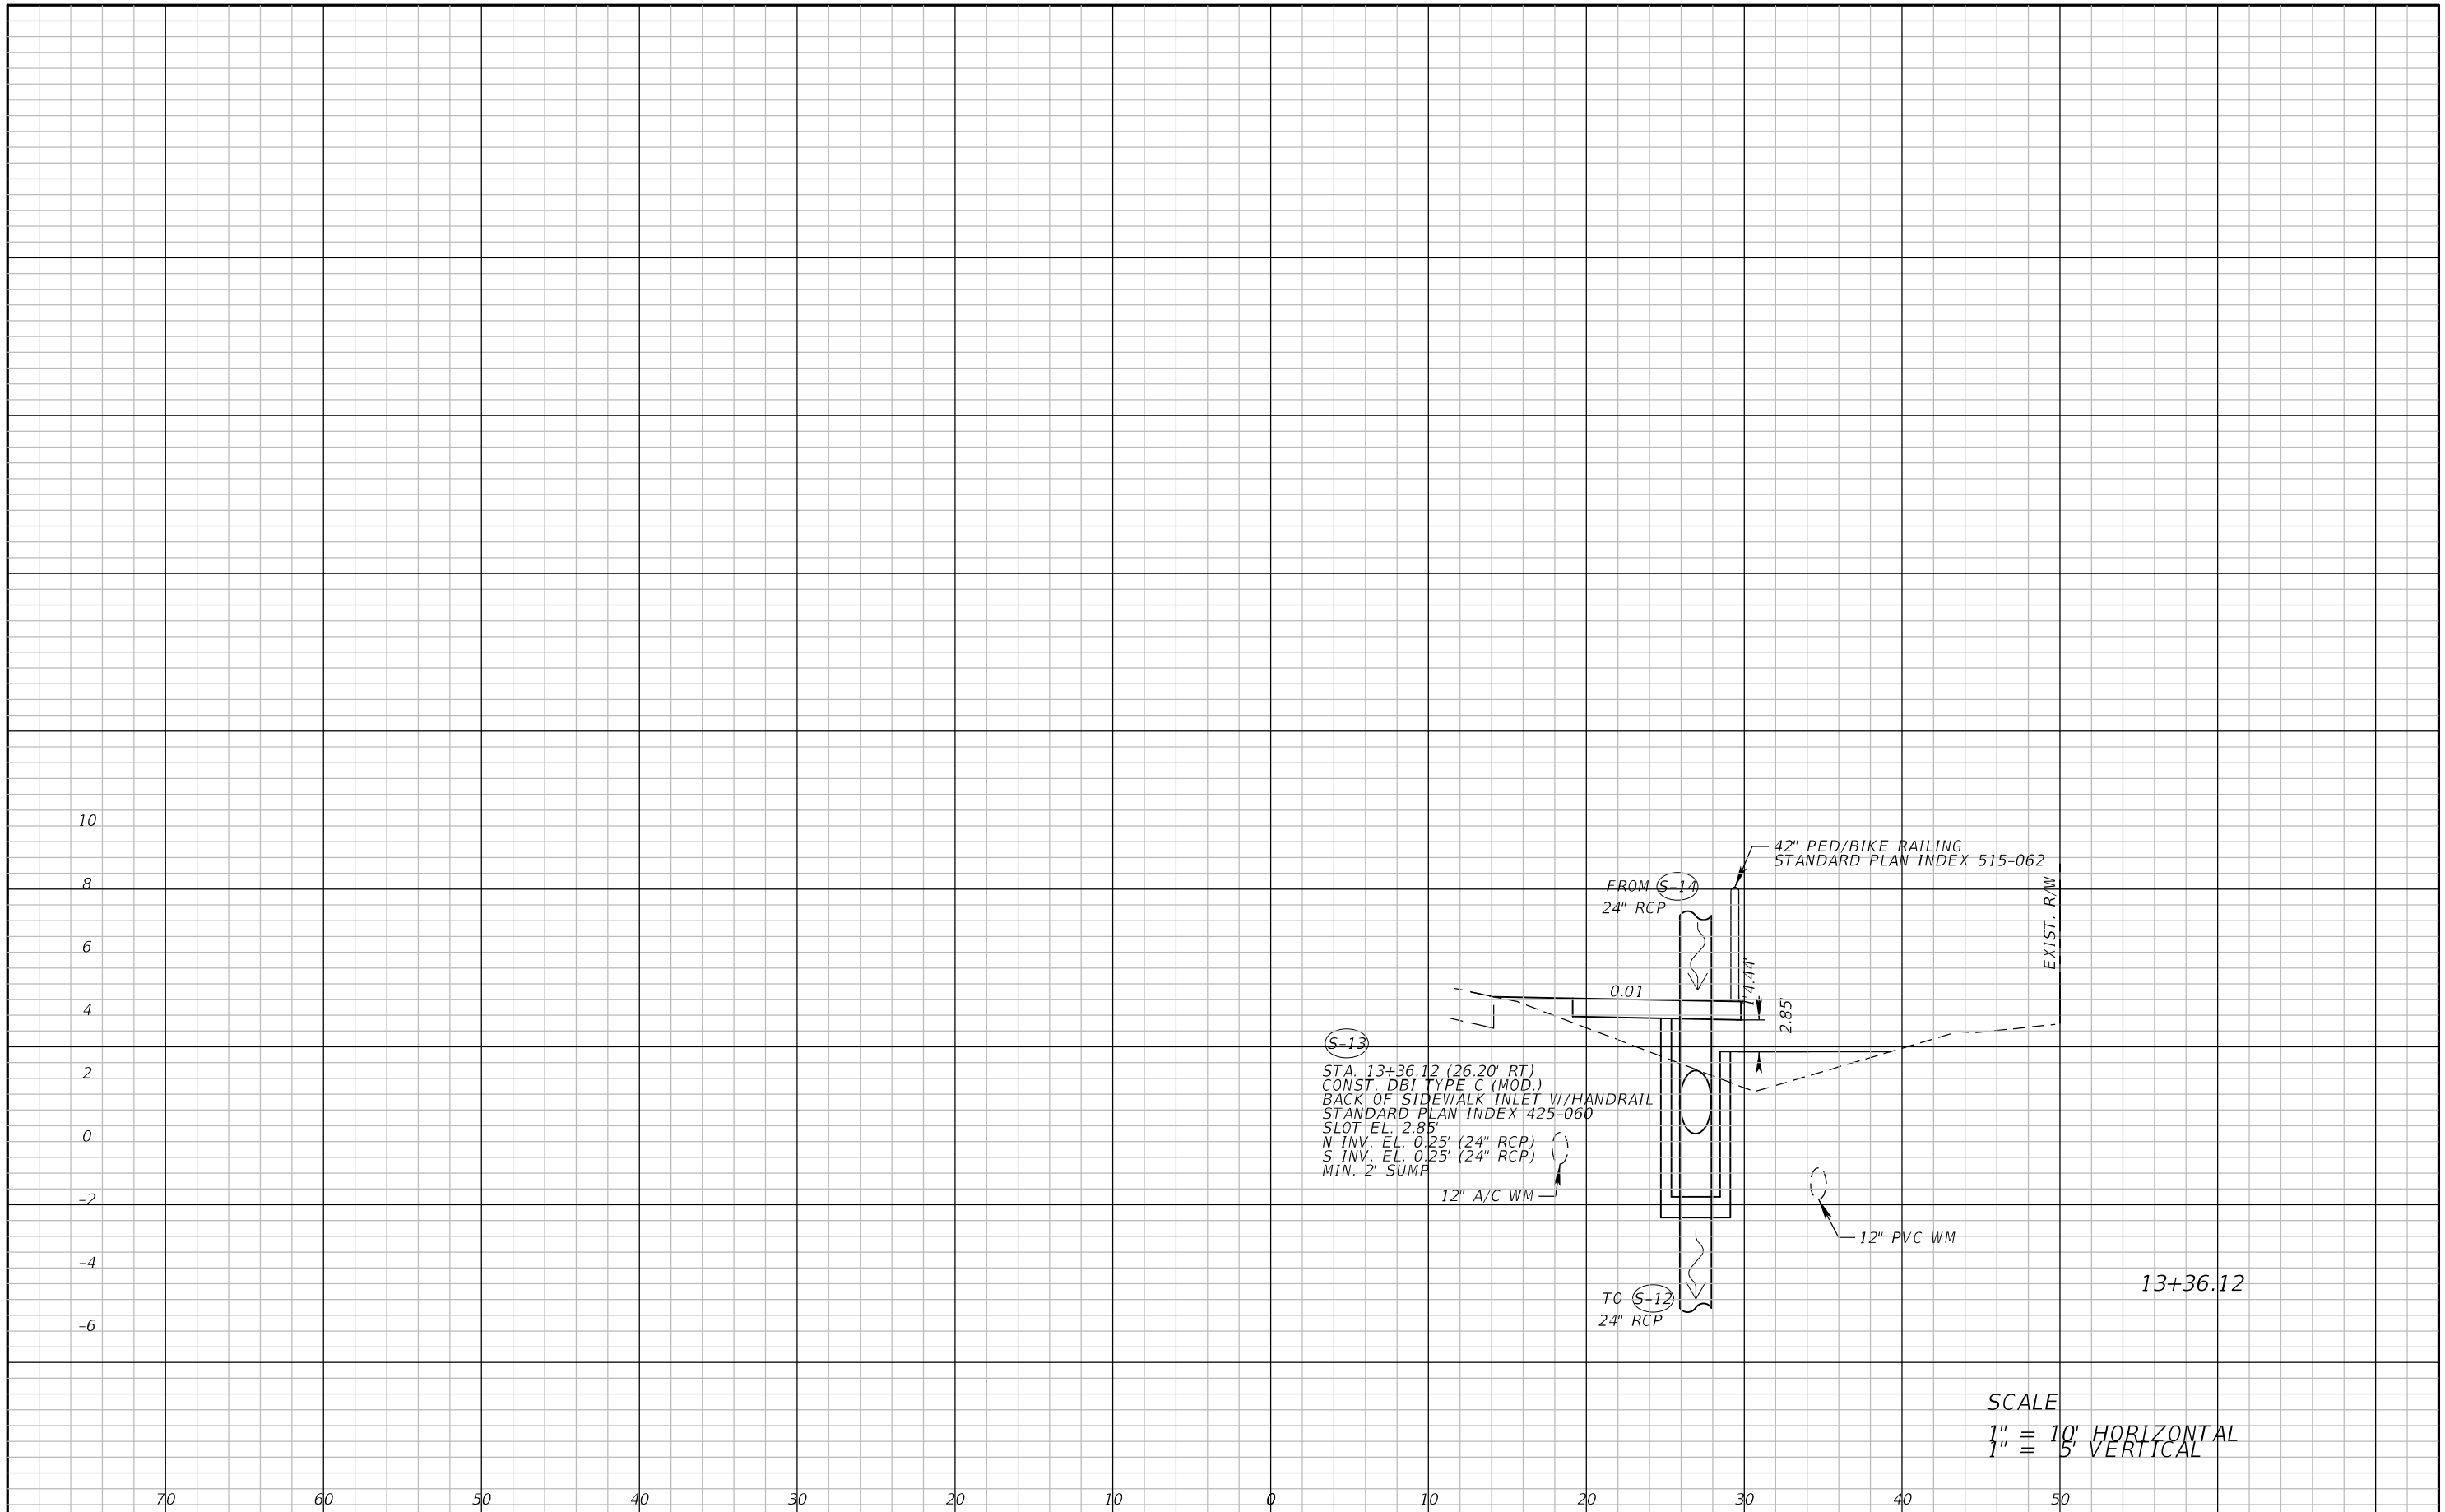 10
8
6
4
2
0
-2
-4
-6
42" PED/BIKE RAILING
STANDARD PLAN INDEX 515-062
FROM S-14
24" RCP
EXIST. R/W
0.01
4.44'
2.85'
S-13
STA. 13+36.12 (26.20' RT)
CONST. DBI TYPE C (MOD.)
BACK OF SIDEWALK INLET W/HANDRAIL
STANDARD PLAN INDEX 425-060
SLOT EL. 2.85'
N INV. EL. 0.25' (24" RCP)
S INV. EL. 0.25' (24" RCP)
MIN. 2' SUMP
12" A/C WM
12" PVC WM
TO S-12
24" RCP
13+36.12
SCALE
1" = 10' HORIZONTAL
1" = 5' VERTICAL
70 60 50 40 30 20 10 0 10 20 30 40 50